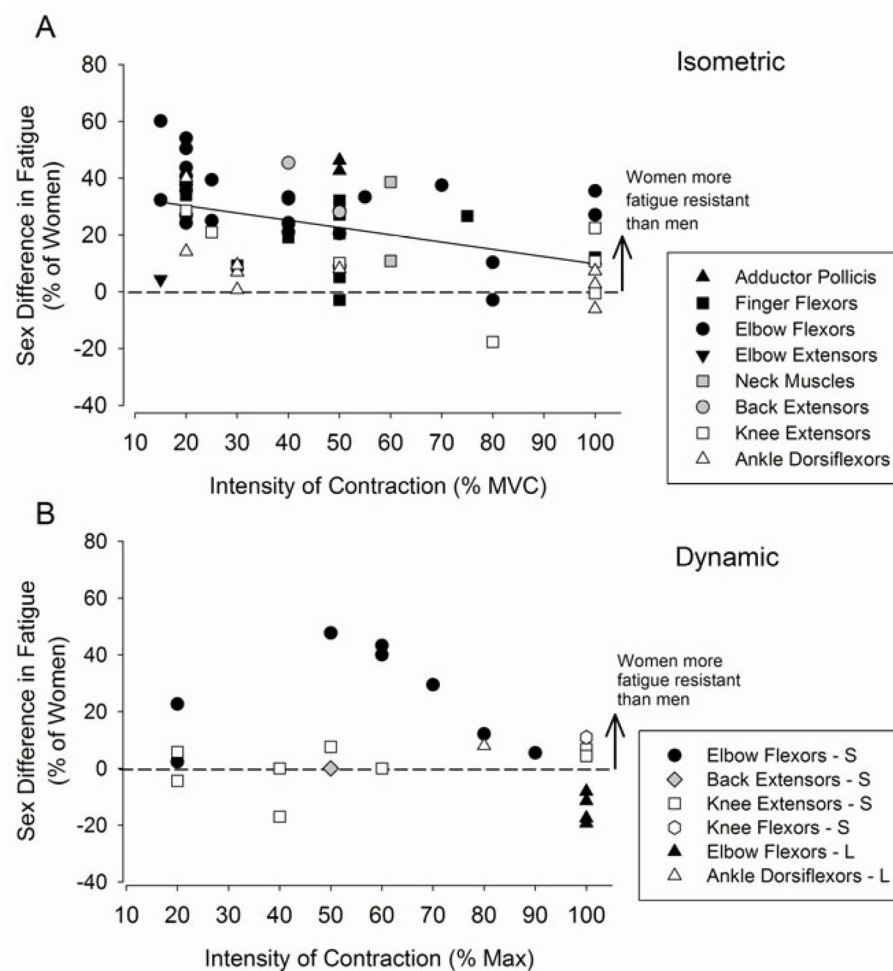 A
Isometric
80
60
40
20
0
-20
-40
Sex Difference in Fatigue
(% of Women)
Women more
fatigue resistant
than men
Adductor Pollicis
Finger Flexors
Elbow Flexors
Elbow Extensors
Neck Muscles
Back Extensors
Knee Extensors
Ankle Dorsiflexors
10 20 30 40 50 60 70 80 90 100
Intensity of Contraction (% MVC)
B
Dynamic
80
60
40
20
0
-20
-40
Sex Difference in Fatigue
(% of Women)
Women more
fatigue resistant
than men
Elbow Flexors - S
Back Extensors - S
Knee Extensors - S
Knee Flexors - S
Elbow Flexors - L
Ankle Dorsiflexors - L
10 20 30 40 50 60 70 80 90 100
Intensity of Contraction (% Max)